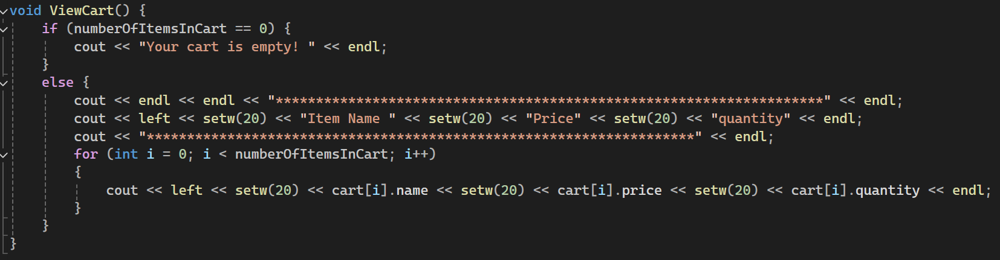 void ViewCart() {
    if (numberOfItemsInCart == 0) {
        cout << "Your cart is empty! " << endl;
    }
    else {
        cout << endl << endl << "********************************************************************" << endl;
        cout << left << setw(20) << "Item Name " << setw(20) << "Price" << setw(20) << "quantity" << endl;
        cout << "********************************************************************" << endl;
        for (int i = 0; i < numberOfItemsInCart; i++)
        {
            cout << left << setw(20) << cart[i].name << setw(20) << cart[i].price << setw(20) << cart[i].quantity << endl;
        }
    }
}